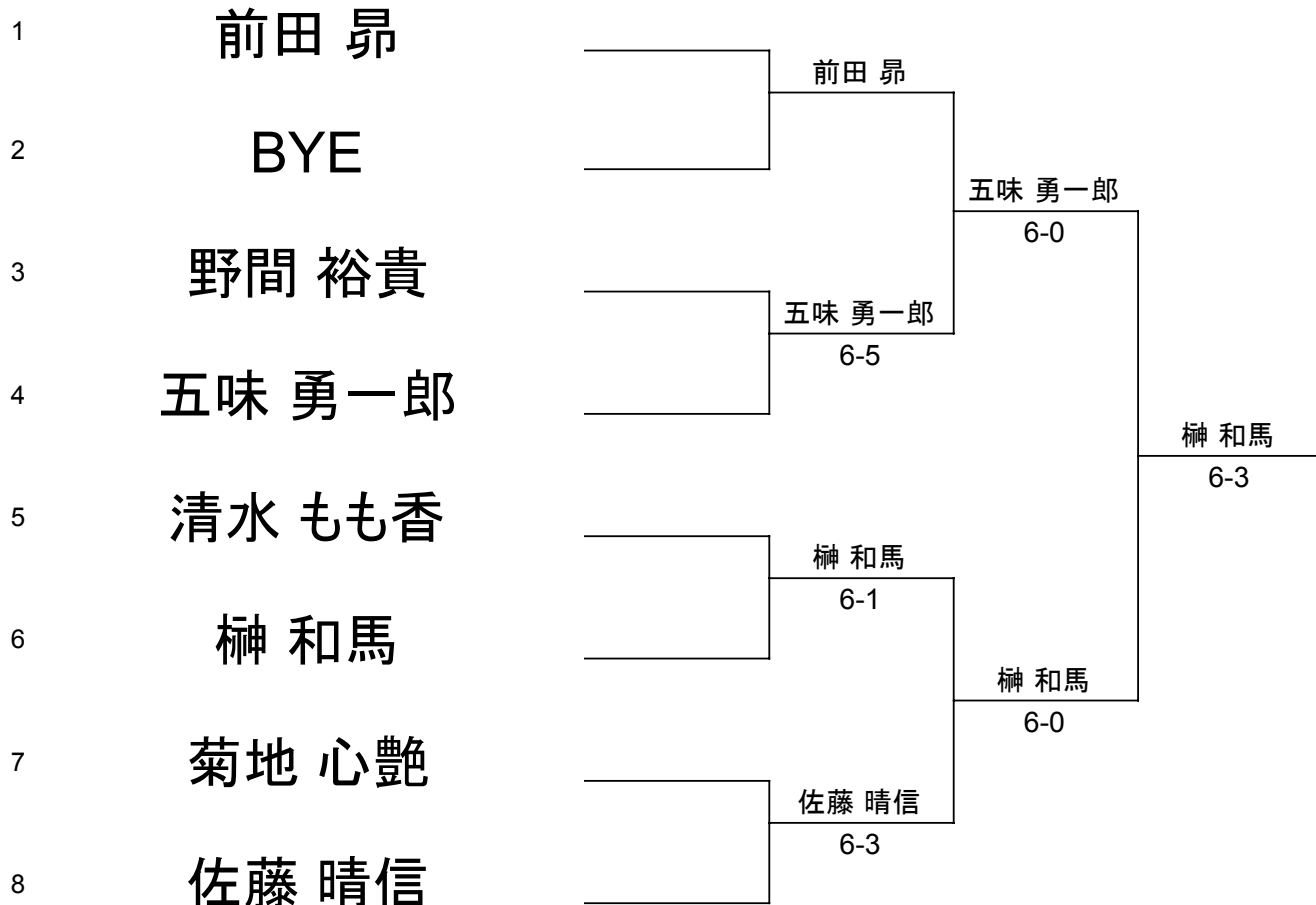 1 前田 昴
前田 昴
2 BYE
五味 勇一郎
6-0
3 野間 裕貴
五味 勇一郎
6-5
4 五味 勇一郎
榊 和馬
6-3
5 清水 もも香
榊 和馬
6-1
6 榊 和馬
榊 和馬
6-0
7 菊地 心艶
佐藤 晴信
6-3
8 佐藤 晴信